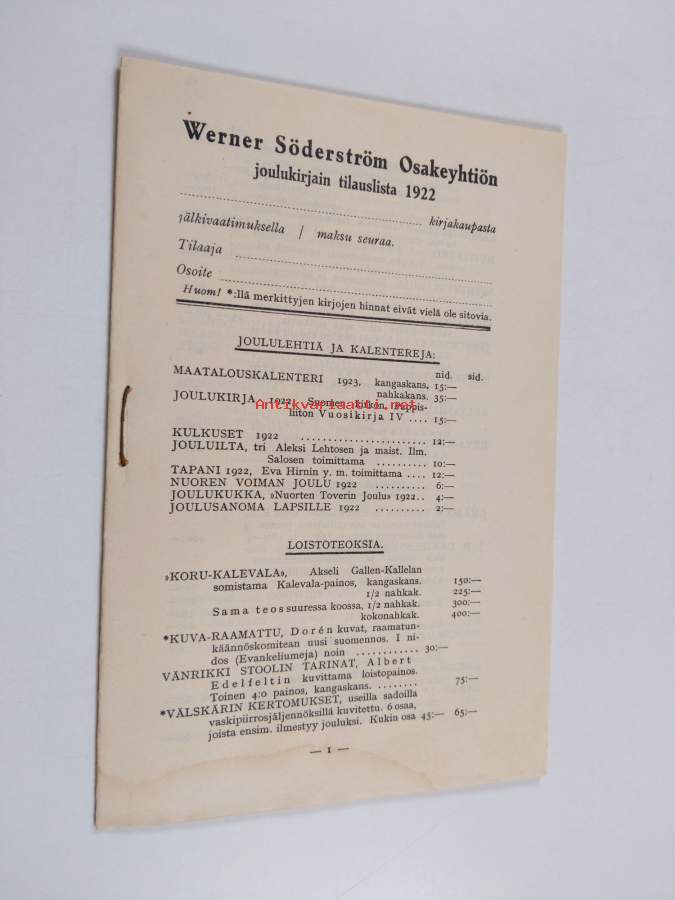 Werner Söderström Osakeyhtiön
joulukirjain tilauslista 1922
kirjakaupasta
jälkivaatimuksella / maksu seuraa.
Tilaaja
Osoite
Huom! *:llä merkittyjen kirjojen hinnat eivät vielä ole sitovia.
JOULULEHTIÄ JA KALENTEREJA:
nid. sid.
MAATALOUSKALENTERI 1923, kangaskans. 15:—
nahkakans. 35:—
JOULUKIRJA 1922, Suomen kirkon pappis-
liiton Vuosikirja IV .... 15:—
Antikvariaatti.net
KULKUSET 1922 .................... 12:—
JOULUILTA, tri Aleksi Lehtosen ja maist. Ilm.
Salosen toimittama .......... 10:—
TAPANI 1922, Eva Hirnin y. m. toimittama .... 12:—
NUOREN VOIMAN JOULU 1922 .......... 6:—
JOULUKUKKA, »Nuorten Toverin Joulu» 1922.. 4:—
JOULUSANOMA LAPSILLE 1922 .......... 2:—
LOISTOTEOKSIA.
»KORU-KALEVALA», Akseli Gallen-Kallelan
somistama Kalevala-painos, kangaskans. 150:—
1/2 nahkak. 225:—
Sama teos suuressa koossa, 1/2 nahkak. 300:—
kokonahkak. 400:—
*KUVA-RAAMATTU, Dorén kuvat, raamatun-
käännöskomitean uusi suomennos. I ni-
dos (Evankeliumeja) noin ............ 30:—
VÄNRIKKI STOOLIN TARINAT, Albert
Edelfeltin kuvittama loistopainos.
Toinen 4:o painos, kangaskans. ........ 75:—
*VÄLSKÄRIN KERTOMUKSET, useilla sadoilla
vaskipiirrosjäljennöksillä kuvitettu. 6 osaa,
joista ensim. ilmestyy jouluksi. Kukin osa 45:— 65:—
— 1 —